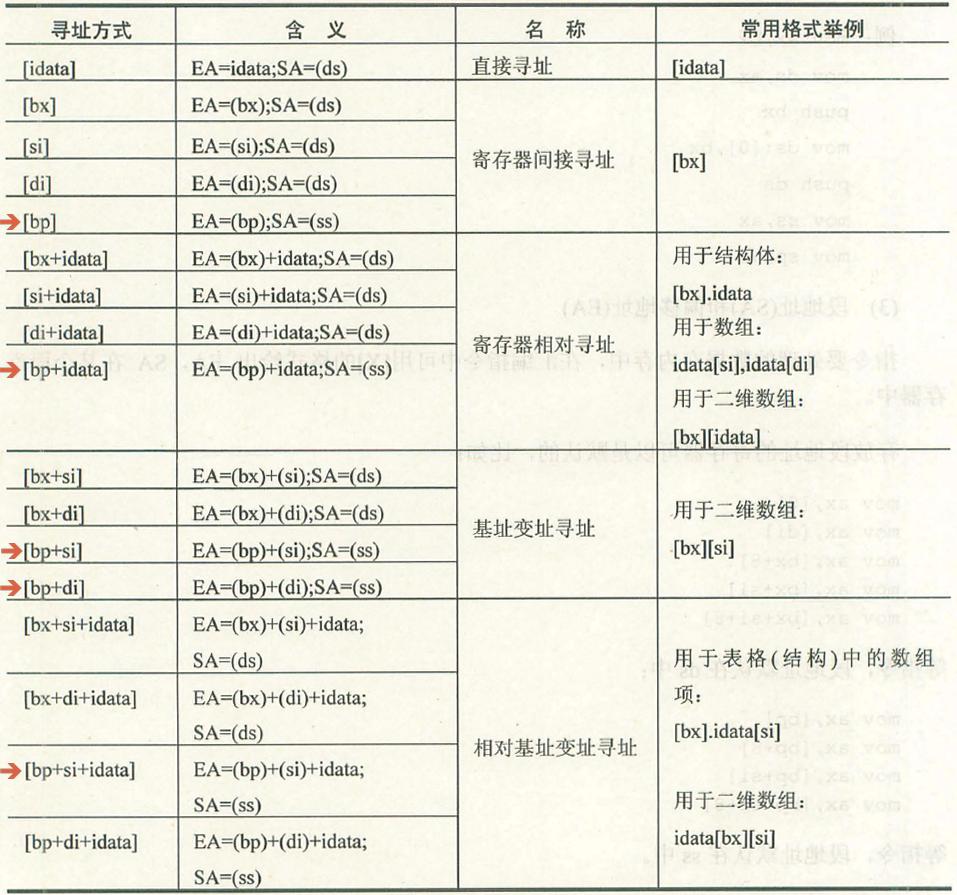 寻址方式 含 义 名 称 常用格式举例
[idata] EA=idata;SA=(ds) 直接寻址 [idata]
[bx] EA=(bx);SA=(ds)
[si] EA=(si);SA=(ds)
寄存器间接寻址 [bx]
[di] EA=(di);SA=(ds)
[bp] EA=(bp);SA=(ss)
[bx+idata] EA=(bx)+idata;SA=(ds) 用于结构体:
[si+idata] EA=(si)+idata;SA=(ds) [bx].idata
[di+idata] EA=(di)+idata;SA=(ds) 用于数组:
寄存器相对寻址
[bp+idata] EA=(bp)+idata;SA=(ss) idata[si],idata[di]
用于二维数组:
[bx][idata]
[bx+si] EA=(bx)+(si);SA=(ds)
[bx+di] EA=(bx)+(di);SA=(ds) 用于二维数组:
基址变址寻址
[bp+si] EA=(bp)+(si);SA=(ss) [bx][si]
[bp+di] EA=(bp)+(di);SA=(ss)
[bx+si+idata] EA=(bx)+(si)+idata;
SA=(ds) 用于表格(结构)中的数组
[bx+di+idata] EA=(bx)+(di)+idata; 项:
SA=(ds) [bx].idata[si]
相对基址变址寻址
[bp+si+idata] EA=(bp)+(si)+idata;
SA=(ss) 用于二维数组:
[bp+di+idata] EA=(bp)+(di)+idata; idata[bx][si]
SA=(ss)